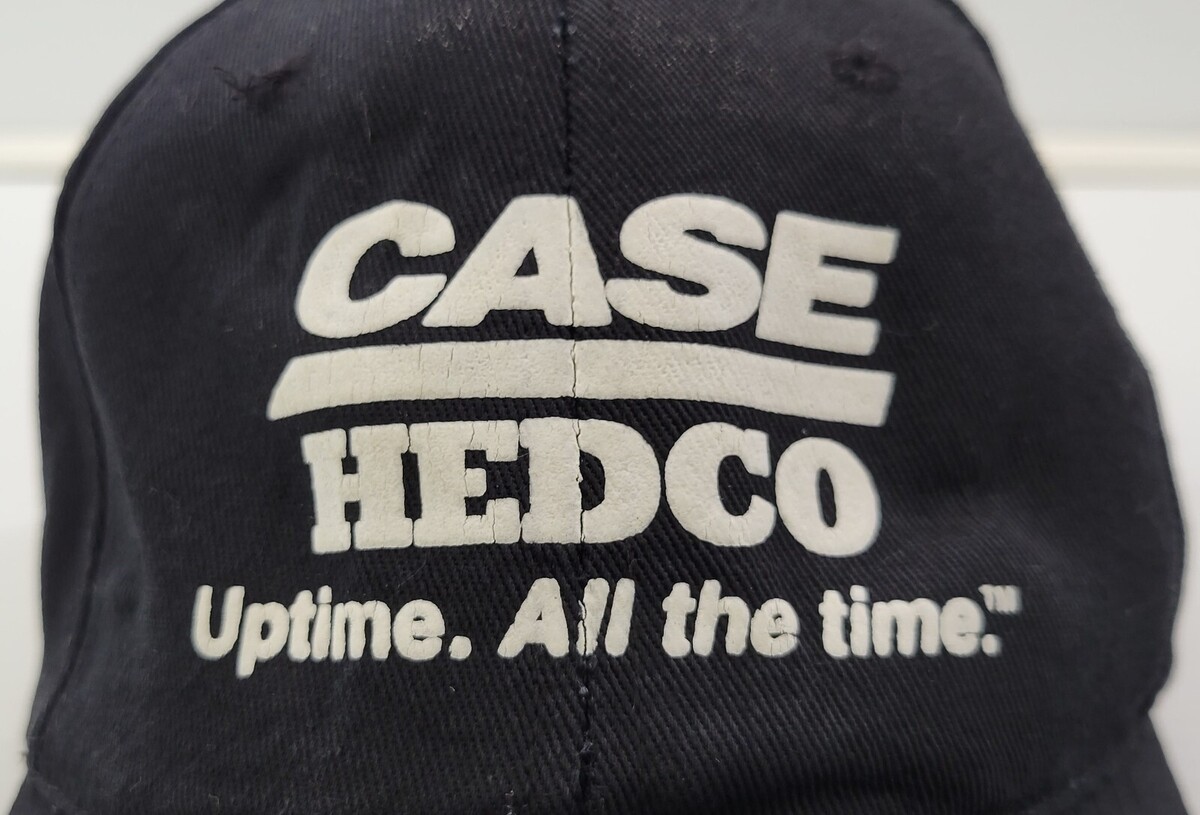 CASE
HEDCO
Uptime. All the time.™